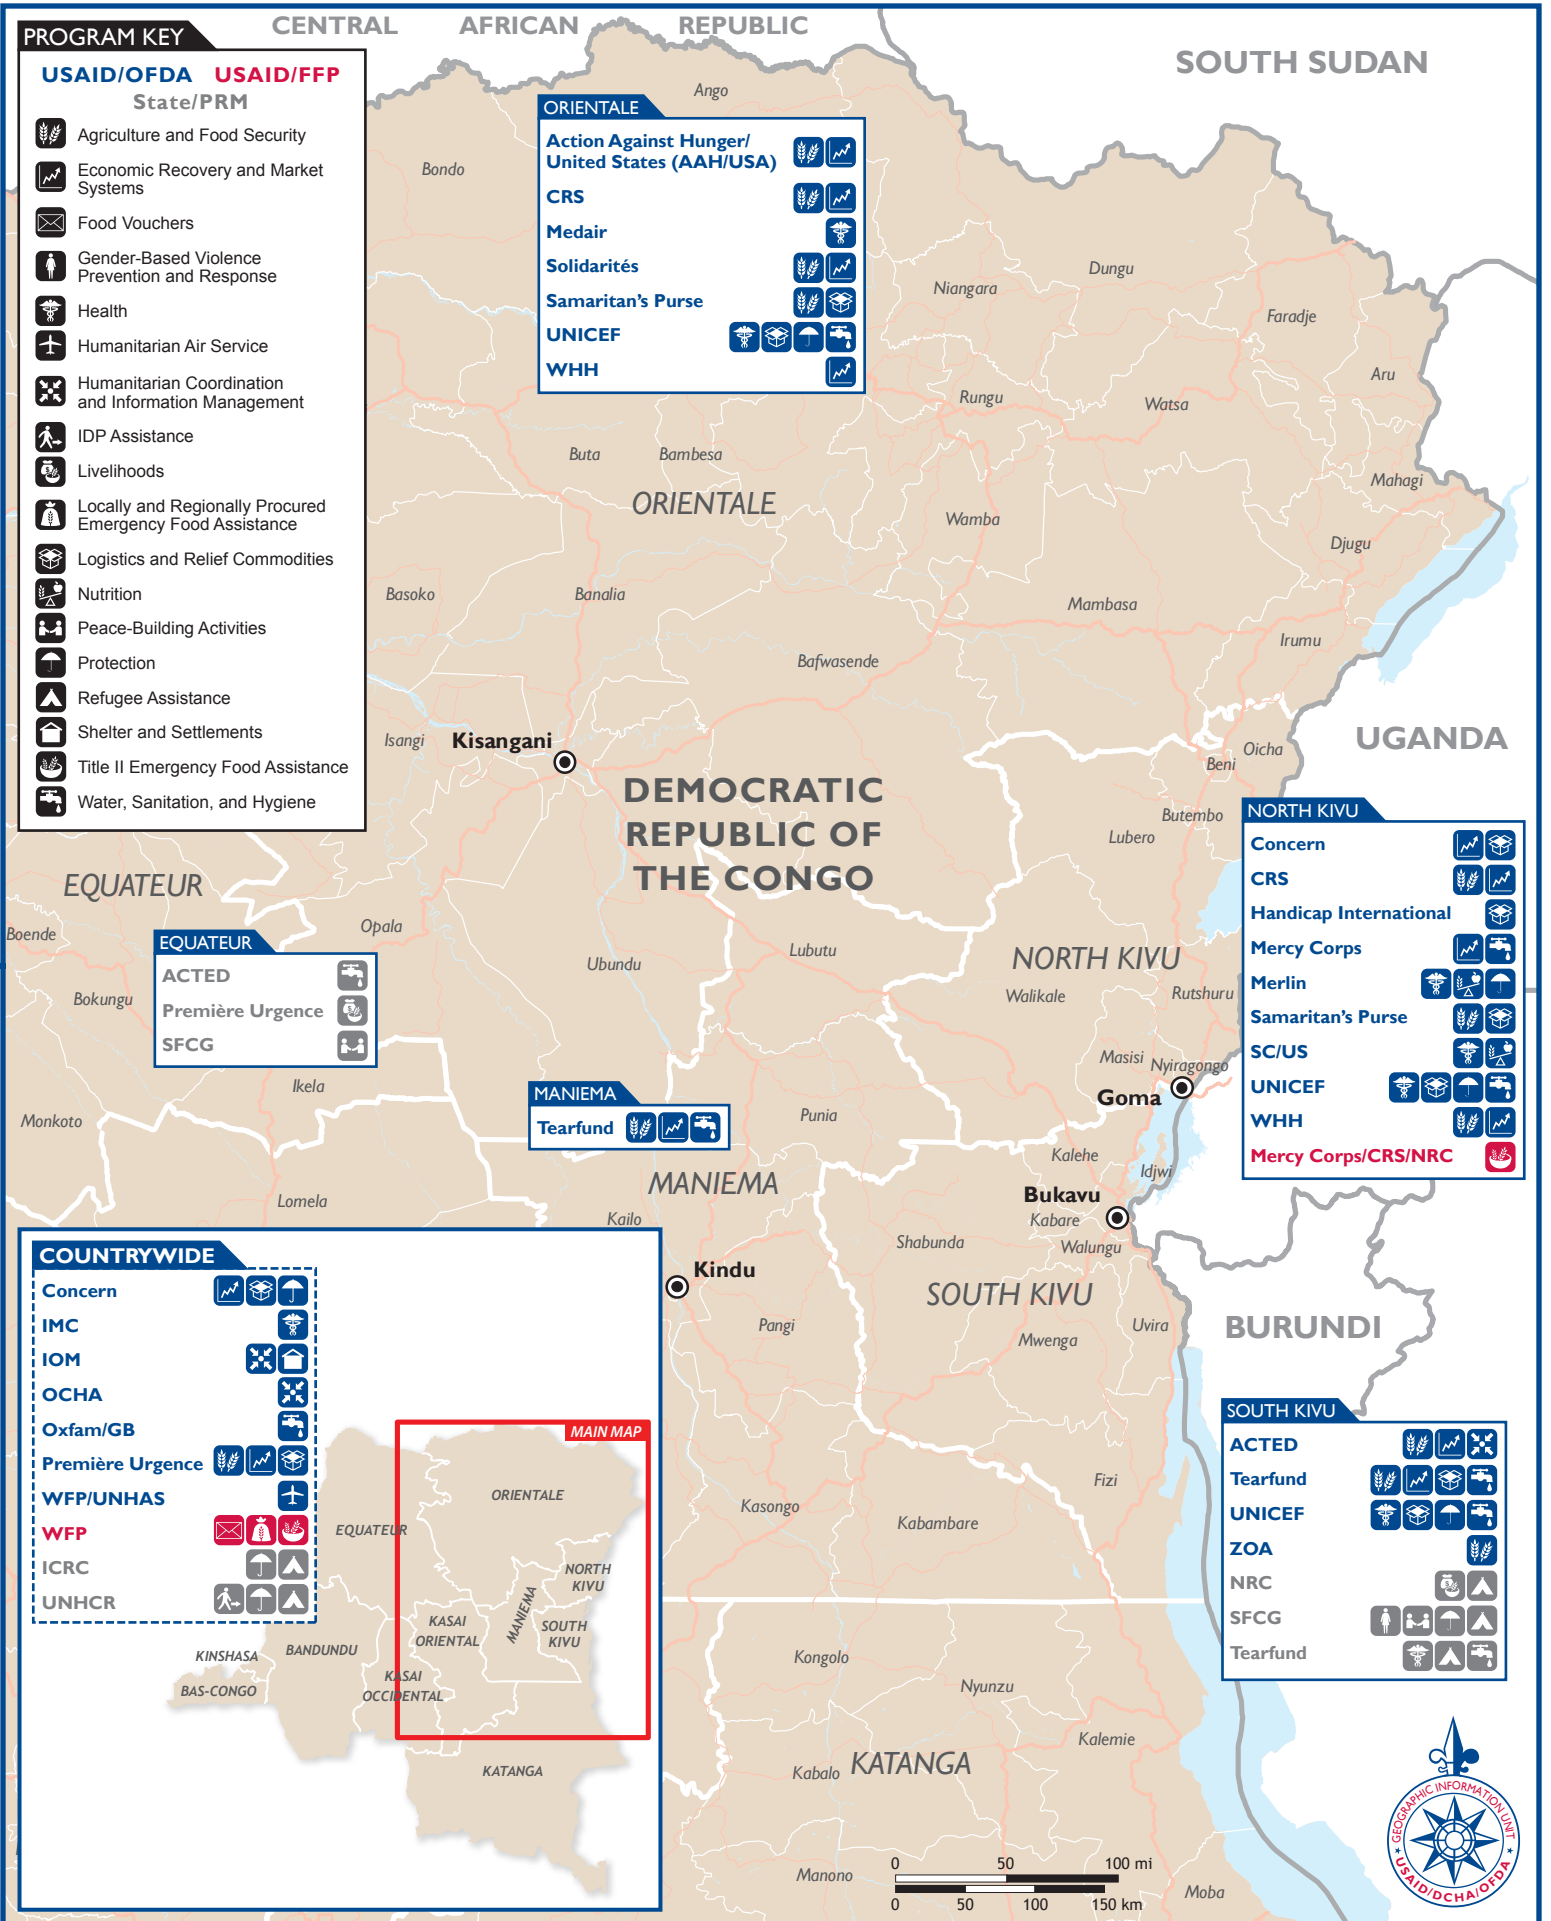 CENTRAL AFRICAN REPUBLIC
SOUTH SUDAN
PROGRAM KEY
USAID/OFDA USAID/FFP
State/PRM
Agriculture and Food Security
Economic Recovery and Market
Systems
Food Vouchers
Gender-Based Violence
Prevention and Response
Health
Humanitarian Air Service
Humanitarian Coordination
and Information Management
IDP Assistance
Livelihoods
Locally and Regionally Procured
Emergency Food Assistance
Logistics and Relief Commodities
Nutrition
Peace-Building Activities
Protection
Refugee Assistance
Shelter and Settlements
Title II Emergency Food Assistance
Water, Sanitation, and Hygiene
ORIENTALE
Action Against Hunger/
United States (AAH/USA)
CRS
Medair
Solidarités
Samaritan's Purse
UNICEF
WHH
Ango
Bondo
Dungu
Niangara
Faradje
Aru
Rungu
Watsa
Buta
Bambesa
Mahagi
ORIENTALE
Wamba
Djugu
Basoko
Banalia
Mambasa
Irumu
Bafwasende
Isangi
Kisangani
UGANDA
Oicha
Beni
DEMOCRATIC
REPUBLIC OF
THE CONGO
Butembo
Lubero
NORTH KIVU
Concern
CRS
Handicap International
Mercy Corps
Merlin
Samaritan's Purse
SC/US
UNICEF
WHH
Mercy Corps/CRS/NRC
EQUATEUR
Opala
Boende
EQUATEUR
ACTED
Première Urgence
SFCG
Bokungu
Ubundu
Lubutu
NORTH KIVU
Walikale
Rutshuru
Masisi
Nyiragongo
Goma
Ikela
Monkoto
MANIEMA
Tearfund
Punia
Kalehe
Idjwi
MANIEMA
Lomela
Kailo
Bukavu
Kabare
Shabunda
Walungu
Kindu
SOUTH KIVU
Pangi
Uvira
Mwenga
BURUNDI
COUNTRYWIDE
Concern
IMC
IOM
OCHA
Oxfam/GB
Première Urgence
WFP/UNHAS
WFP
ICRC
UNHCR
MAIN MAP
ORIENTALE
EQUATEUR
NORTH
KIVU
MANIEMA
KASAI
ORIENTAL
SOUTH
KIVU
KINSHASA
BANDUNDU
BAS-CONGO
KASAI
OCCIDENTAL
KATANGA
SOUTH KIVU
ACTED
Tearfund
UNICEF
ZOA
NRC
SFCG
Tearfund
Fizi
Kasongo
Kabambare
Kongolo
Nyunzu
Kalemie
Kabalo
KATANGA
Manono
Moba
0 50 100 mi
0 50 100 150 km
GEOGRAPHIC INFORMATION UNIT
USAID/DCHA/OFDA